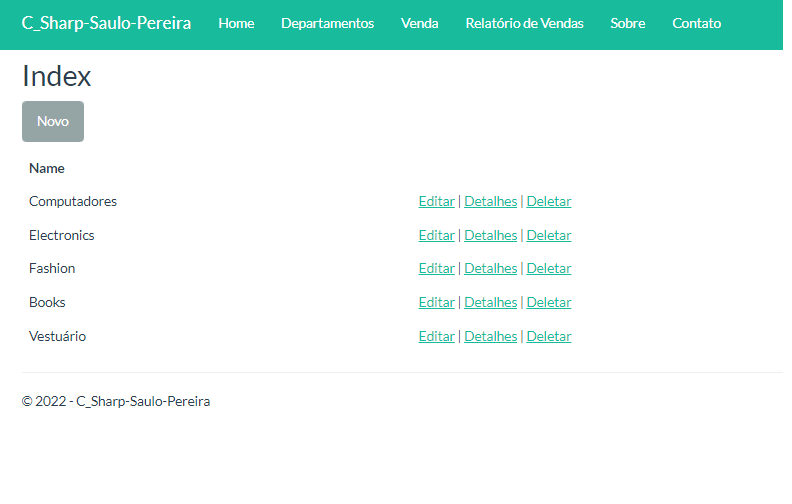 C_Sharp-Saulo-Pereira Home Departamentos Venda Relatório de Vendas Sobre Contato
Index
Novo
Name
Computadores Editar | Detalhes | Deletar
Electronics Editar | Detalhes | Deletar
Fashion Editar | Detalhes | Deletar
Books Editar | Detalhes | Deletar
Vestuário Editar | Detalhes | Deletar
© 2022 - C_Sharp-Saulo-Pereira